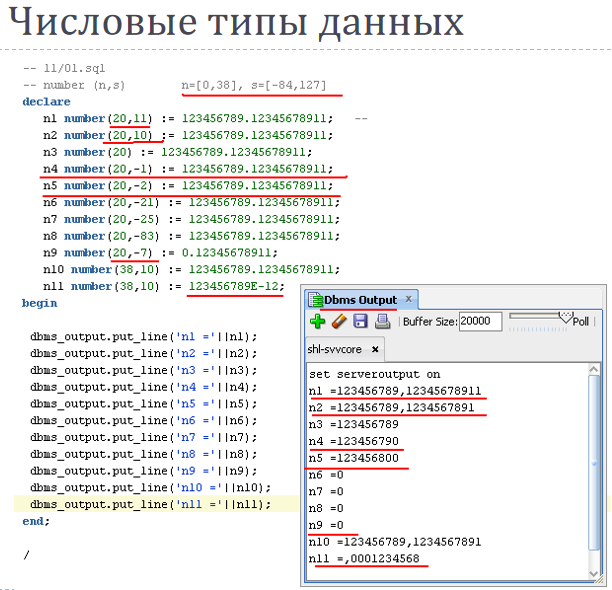 Числовые типы данных
-- 11/01.sql
-- number (n,s)        n=[0,38], s=[-84,127]
declare
n1 number(20,11) := 123456789.12345678911;   --
n2 number(20,10) := 123456789.12345678911;
n3 number(20) := 123456789.12345678911;
n4 number(20,-1) := 123456789.12345678911;
n5 number(20,-2) := 123456789.12345678911;
n6 number(20,-21) := 123456789.12345678911;
n7 number(20,-25) := 123456789.12345678911;
n8 number(20,-83) := 123456789.12345678911;
n9 number(20,-7) := 0.12345678911;
n10 number(38,10) := 123456789.12345678911;
n11 number(38,10) := 123456789E-12;
begin
dbms_output.put_line('n1 ='||n1);
dbms_output.put_line('n2 ='||n2);
dbms_output.put_line('n3 ='||n3);
dbms_output.put_line('n4 ='||n4);
dbms_output.put_line('n5 ='||n5);
dbms_output.put_line('n6 ='||n6);
dbms_output.put_line('n7 ='||n7);
dbms_output.put_line('n8 ='||n8);
dbms_output.put_line('n9 ='||n9);
dbms_output.put_line('n10 ='||n10);
dbms_output.put_line('n11 ='||n11);
end;
/
Dbms Output
Buffer Size: 20000 Poll
shl-svvcore
set serveroutput on
n1 =123456789,12345678911
n2 =123456789,1234567891
n3 =123456789
n4 =123456790
n5 =123456800
n6 =0
n7 =0
n8 =0
n9 =0
n10 =123456789,1234567891
n11 =,0001234568